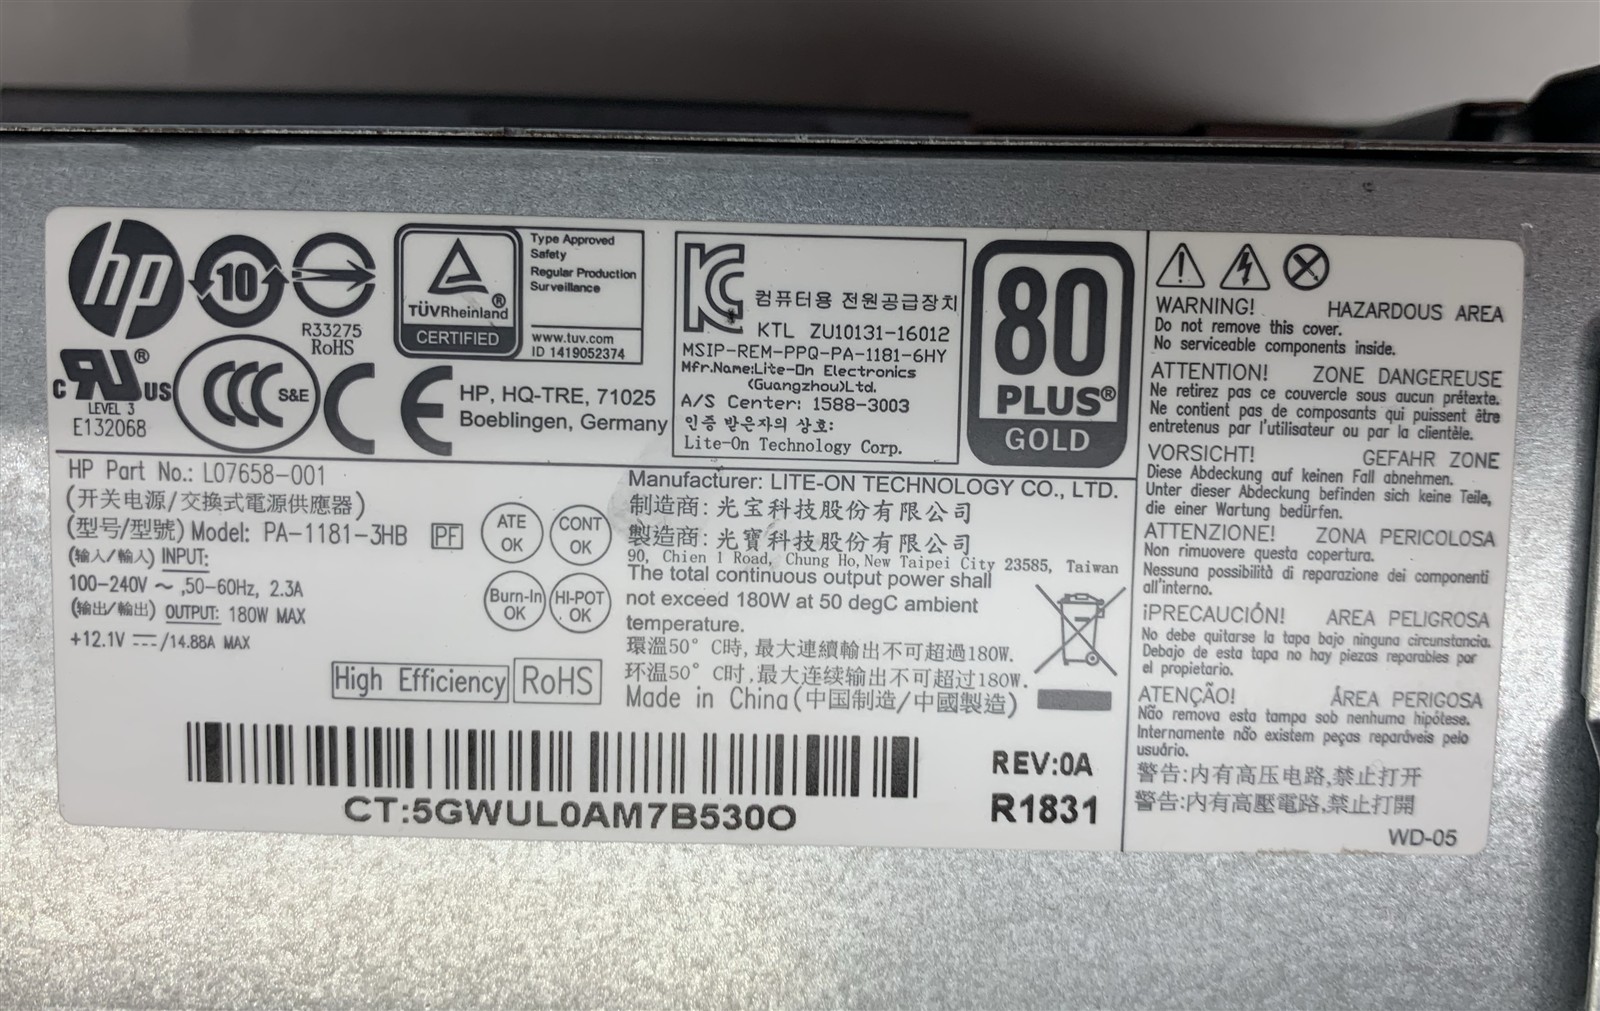 hp
10
R33275
RoHS
TÜVRheinland®
CERTIFIED
Type Approved
Safety
Regular Production
Surveillance
www.tuv.com
ID 1419052374
c RU® US
LEVEL 3
E132068
CCC S&E
CE
HP, HQ-TRE, 71025
Boeblingen, Germany
컴퓨터용 전원공급장치
KTL ZU10131-16012
MSIP-REM-PPQ-PA-1181-6HY
Mfr.Name:Lite-On Electronics
(Guangzhou)Ltd.
A/S Center: 1588-3003
인증 받은자의 상호:
Lite-On Technology Corp.
80
PLUS®
GOLD
HP Part No.: L07658-001
(开关电源/交換式電源供應器)
(型号/型號) Model: PA-1181-3HB
PF
(输入/輸入) INPUT:
100-240V ~ ,50-60Hz, 2.3A
(输出/輸出) OUTPUT: 180W MAX
+12.1V ⎓/14.88A MAX
ATE OK
CONT OK
Burn-In OK
HI-POT OK
High Efficiency
RoHS
Manufacturer: LITE-ON TECHNOLOGY CO., LTD.
制造商: 光宝科技股份有限公司
製造商: 光寶科技股份有限公司
90, Chien 1 Road, Chung Ho, New Taipei City 23585, Taiwan
The total continuous output power shall
not exceed 180W at 50 degC ambient
temperature.
環溫50° C時,最大連續輸出不可超過180W.
环温50° C时,最大连续输出不可超过180W.
Made in China(中国制造/中國製造)
CT:5GWUL0AM7B530O
REV:0A
R1831
WARNING! HAZARDOUS AREA
Do not remove this cover.
No serviceable components inside.
ATTENTION! ZONE DANGEREUSE
Ne retirez pas ce couvercle sous aucun prétexte.
Ne contient pas de composants qui puissent être
entretenus par l'utilisateur ou par la clientèle.
VORSICHT! GEFAHR ZONE
Diese Abdeckung auf keinen Fall abnehmen.
Unter dieser Abdeckung befinden sich keine Teile,
die einer Wartung bedürfen.
ATTENZIONE! ZONA PERICOLOSA
Non rimuovere questa copertura.
Nessuna possibilità di reparazione dei componenti
all'interno.
¡PRECAUCIÓN! AREA PELIGROSA
No debe quitarse la tapa bajo ninguna circunstancia.
Debajo de esta tapa no hay piezas reparables por
el propietario.
ATENÇÃO! ÁREA PERIGOSA
Não remova esta tampa sob nenhuma hipótese.
Internamente não existem peças reparáveis pelo
usuário.
警告:内有高压电路,禁止打开
警告:內有高壓電路,禁止打開
WD-05